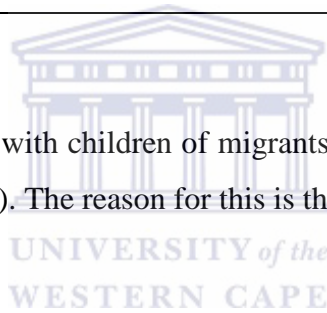 with children of migrants
). The reason for this is th
UNIVERSITY of the
WESTERN CAPE